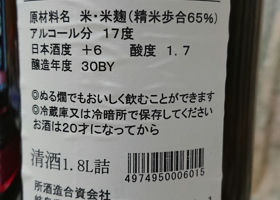 原材料名 米・米麹(精米歩合65%)
アルコール分 17度
日本酒度 +6 酸度 1.7
醸造年度 30BY
◎ぬる燗でもおいしく飲むことができます
◎冷蔵庫又は冷暗所で保存してください
お酒は20才になってから
清酒1.8L詰
4974950006015
所酒造合資会社